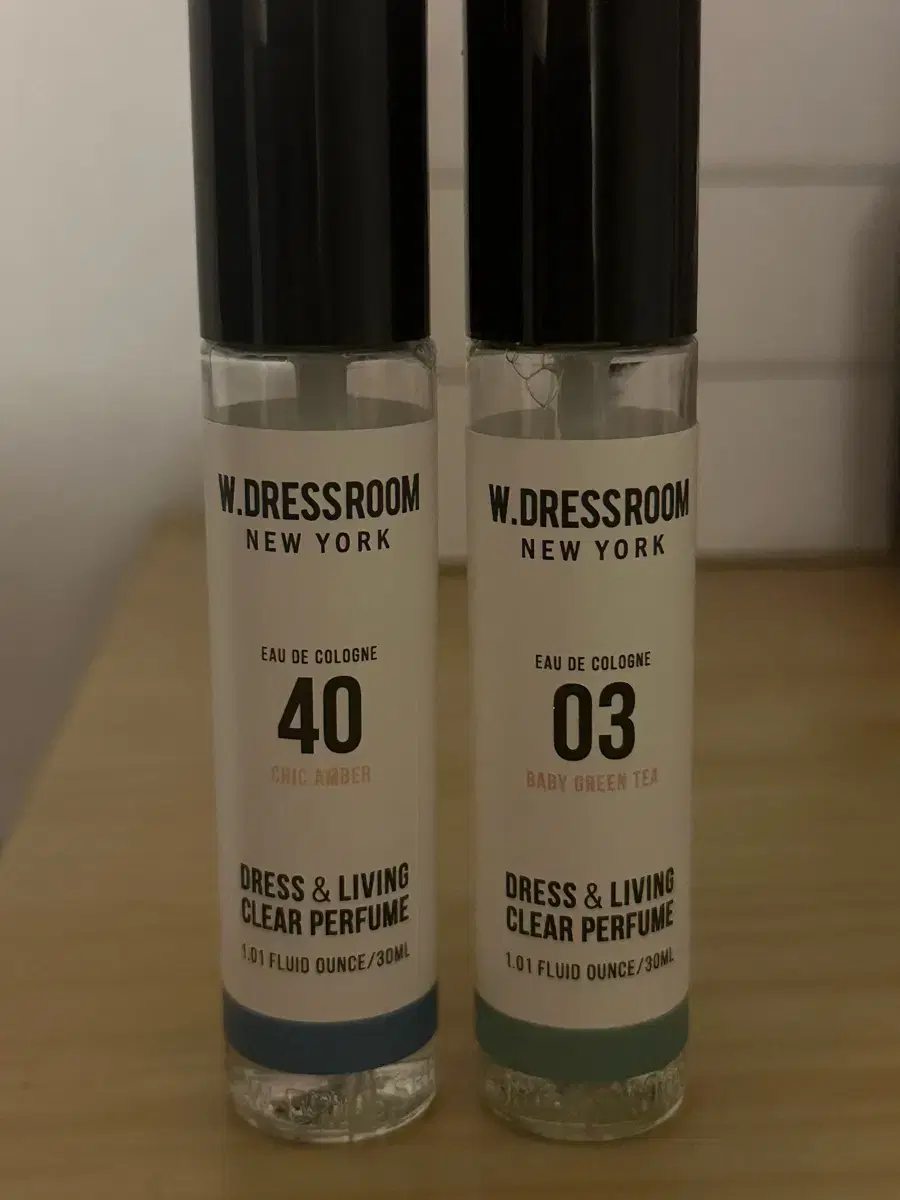 W.DRESSROOM
NEW YORK
EAU DE COLOGNE
40
CHIC AMBER
DRESS & LIVING
CLEAR PERFUME
1.01 FLUID OUNCE/30ML
W.DRESSROOM
NEW YORK
EAU DE COLOGNE
03
BABY GREEN TEA
DRESS & LIVING
CLEAR PERFUME
1.01 FLUID OUNCE/30ML